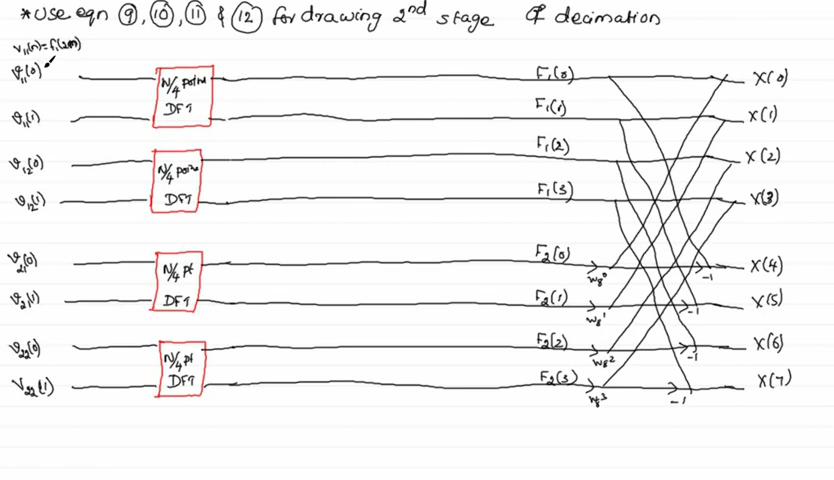 *Use eqn 9, 10, 11 & 12 for drawing 2nd stage of decimation
V11(n)=f1(2n)
V11(0)
N/4 point DFT
F1(0)
X(0)
V11(1)
F1(1)
X(1)
V12(0)
N/4 point DFT
F1(2)
X(2)
V12(1)
F1(3)
X(3)
V21(0)
N/4 pt DFT
F2(0)
W8^0
-1
X(4)
V21(1)
F2(1)
W8^1
-1
X(5)
V22(0)
N/4 pt DFT
F2(2)
W8^2
-1
X(6)
V22(1)
F2(3)
W8^3
-1
X(7)